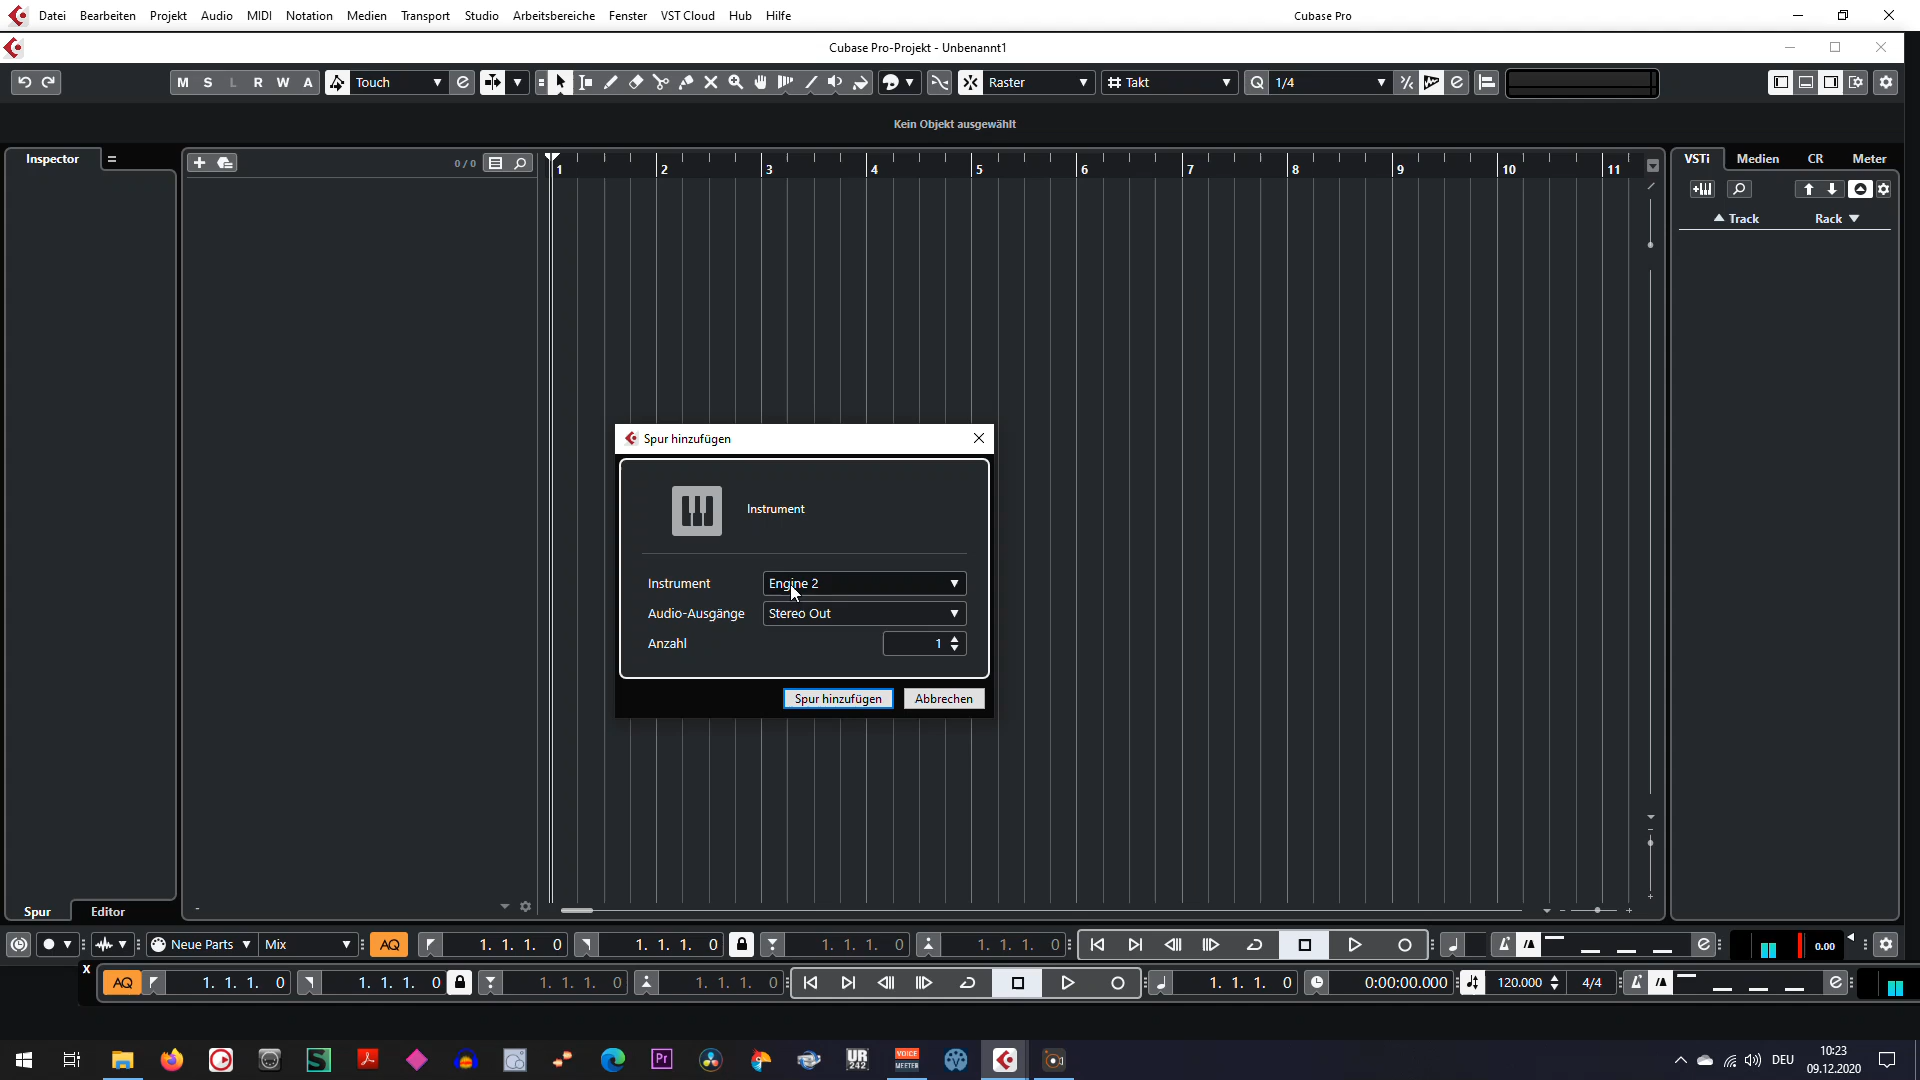 Datei Bearbeiten Projekt Audio MIDI Notation Medien Transport Studio Arbeitsbereiche Fenster VST Cloud Hub Hilfe Cubase Pro
Cubase Pro-Projekt - Unbenannt1
M S L R W A Touch Raster Takt Q 1/4
Kein Objekt ausgewählt
Inspector 0 / 0 1 2 3 4 5 6 7 8 9 10 11 VSTi Medien CR Meter
Track Rack
Spur hinzufügen
Instrument
Instrument Engine 2
Audio-Ausgänge Stereo Out
Anzahl 1
Spur hinzufügen Abbrechen
Spur Editor
Neue Parts Mix AQ 1. 1. 1. 0 1. 1. 1. 0 1. 1. 1. 0 1. 1. 1. 0 0.00
X AQ 1. 1. 1. 0 1. 1. 1. 0 1. 1. 1. 0 1. 1. 1. 0 1. 1. 1. 0 0:00:00.000 120.000 4/4
S Pr UR 242 VOICE MEETER DEU 10:23
09.12.2020